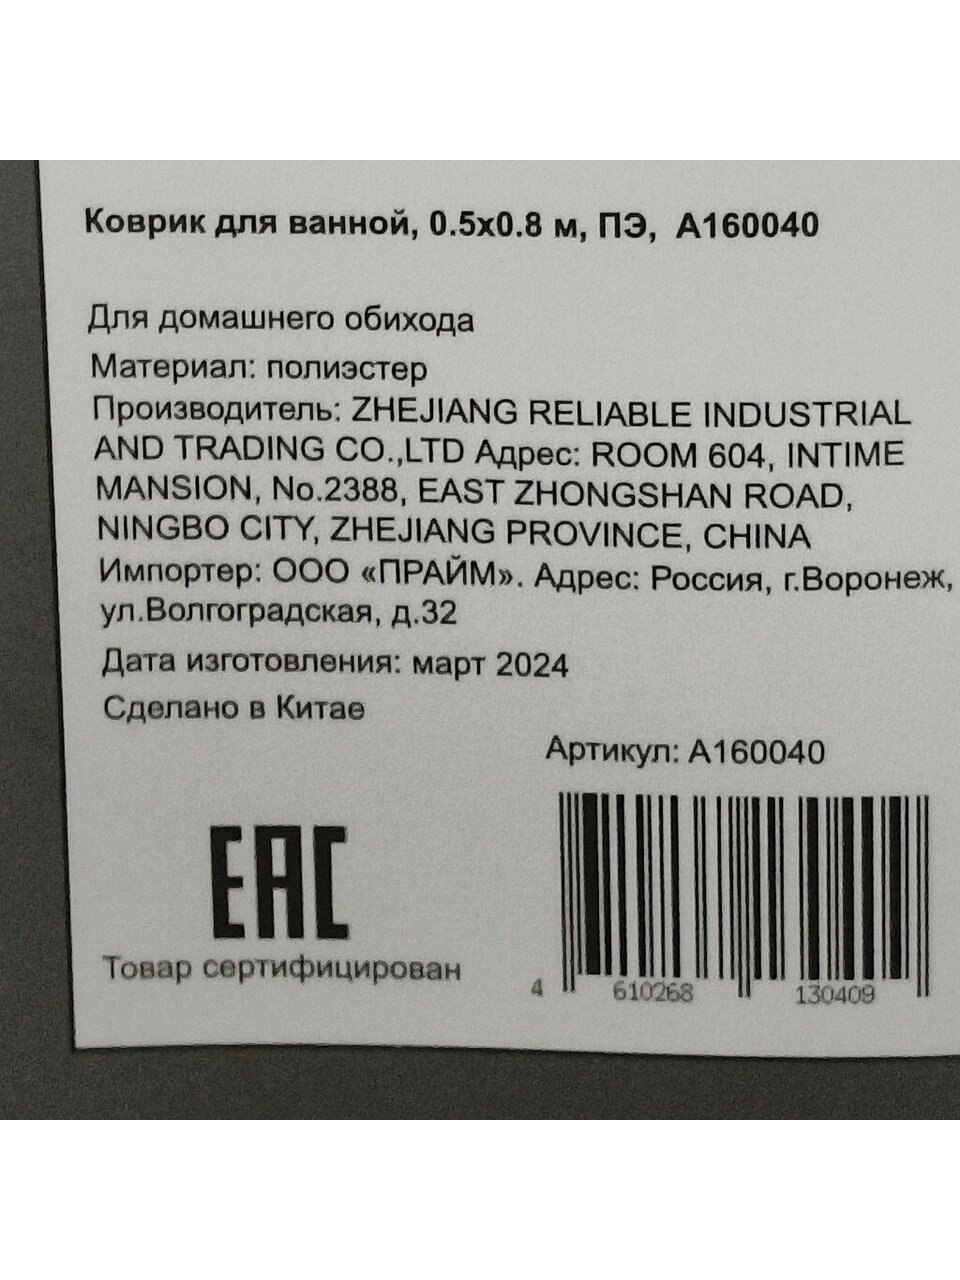 Коврик для ванной, 0.5х0.8 м, ПЭ, А160040
Для домашнего обихода
Материал: полиэстер
Производитель: ZHEJIANG RELIABLE INDUSTRIAL
AND TRADING CO.,LTD Адрес: ROOM 604, INTIME
MANSION, No.2388, EAST ZHONGSHAN ROAD,
NINGBO CITY, ZHEJIANG PROVINCE, CHINA
Импортер: ООО «ПРАЙМ». Адрес: Россия, г.Воронеж,
ул.Волгоградская, д.32
Дата изготовления: март 2024
Сделано в Китае
Артикул: А160040
ЕАС
Товар сертифицирован
4 610268 130409